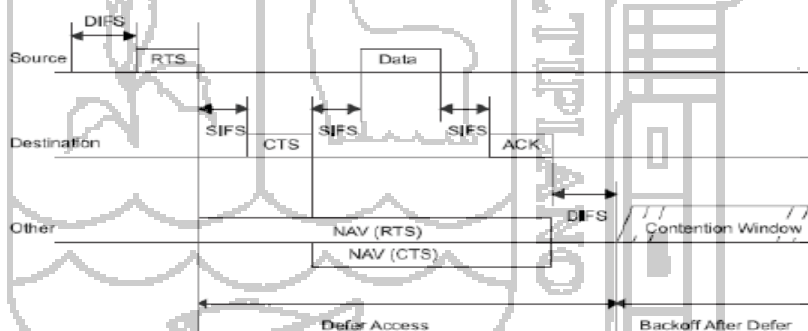 DIFS
Source RTS Data
SIFS SIFS SIFS
Destination CTS ACK
DIFS
Other NAV (RTS) Contention Window
NAV (CTS)
Defer Access Backoff After Defer
TIPLANO